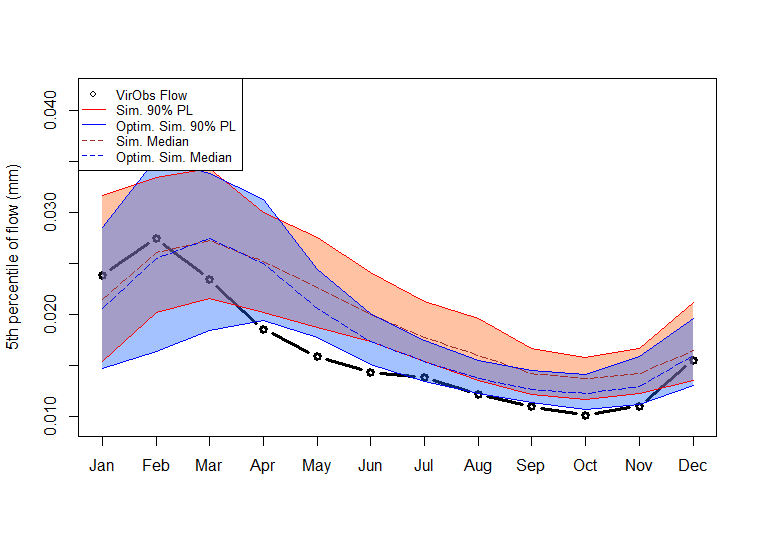 VirObs Flow
Sim. 90% PL
Optim. Sim. 90% PL
Sim. Median
Optim. Sim. Median
5th percentile of flow (mm)
0.040
0.030
0.020
0.010
Jan Feb Mar Apr May Jun Jul Aug Sep Oct Nov Dec